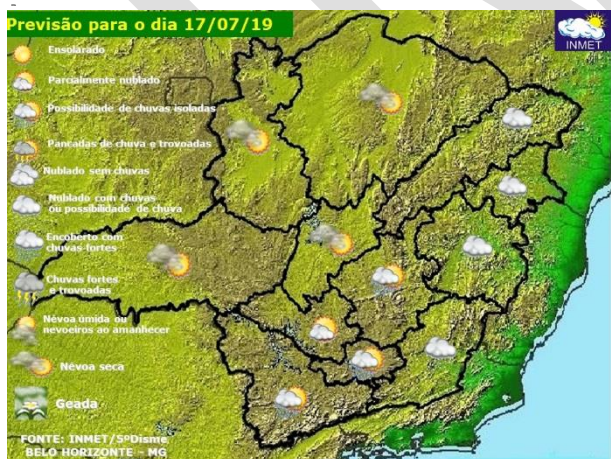 Previsão para o dia 17/07/19
INMET
Ensolarado
Parcialmente nublado
Possibilidade de chuvas isoladas
Pancadas de chuva e trovoadas
Nublado sem chuvas
Nublado com chuvas
ou possibilidade de chuva
Encoberto com
chuvas fortes
Chuvas fortes
e trovoadas
Névoa úmida ou
nevoeiros ao amanhecer
Névoa seca
Geada
FONTE: INMET/5ºDisme
BELO HORIZONTE - MG